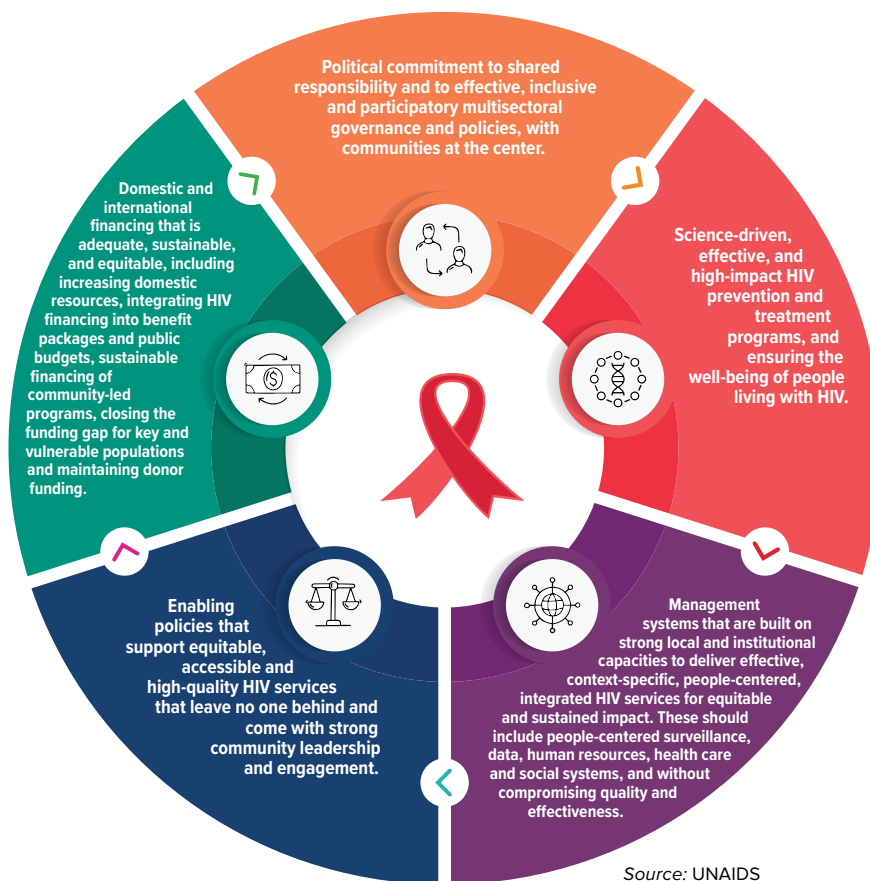 Political commitment to shared
responsibility and to effective, inclusive
and participatory multisectoral
governance and policies, with
communities at the center.
Science-driven,
effective, and
high-impact HIV
prevention and
treatment
programs, and
ensuring the
well-being of people
living with HIV.
Management
systems that are built on
strong local and institutional
capacities to deliver effective,
context-specific, people-centered,
integrated HIV services for equitable
and sustained impact. These should
include people-centered surveillance,
data, human resources, health care
and social systems, and without
compromising quality and
effectiveness.
Enabling
policies that
support equitable,
accessible and
high-quality HIV services
that leave no one behind and
come with strong
community leadership
and engagement.
Domestic and
international
financing that is
adequate, sustainable,
and equitable, including
increasing domestic
resources, integrating HIV
financing into benefit
packages and public
budgets, sustainable
financing of
community-led
programs, closing the
funding gap for key and
vulnerable populations
and maintaining donor
funding.
$
Source: UNAIDS